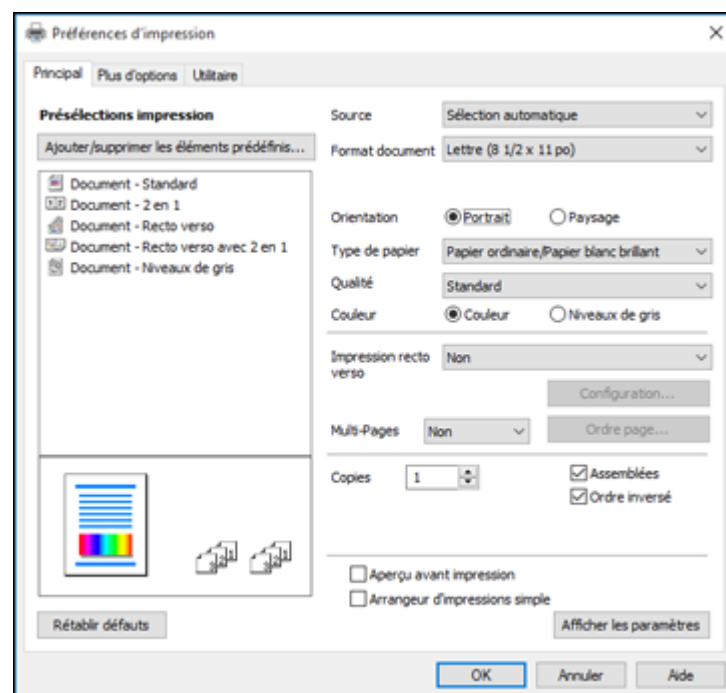 Préférences d'impression
Principal
Plus d'options
Utilitaire
Présélections impression
Ajouter/supprimer les éléments prédéfinis...
Document - Standard
Document - 2 en 1
Document - Recto verso
Document - Recto verso avec 2 en 1
Document - Niveaux de gris
Source
Sélection automatique
Format document
Lettre (8 1/2 x 11 po)
Orientation
Portrait
Paysage
Type de papier
Papier ordinaire/Papier blanc brillant
Qualité
Standard
Couleur
Couleur
Niveaux de gris
Impression recto
verso
Non
Configuration...
Multi-Pages
Non
Ordre page...
Copies
1
Assemblées
Ordre inversé
Aperçu avant impression
Arrangeur d'impressions simple
Rétablir défauts
Afficher les paramètres
OK
Annuler
Aide